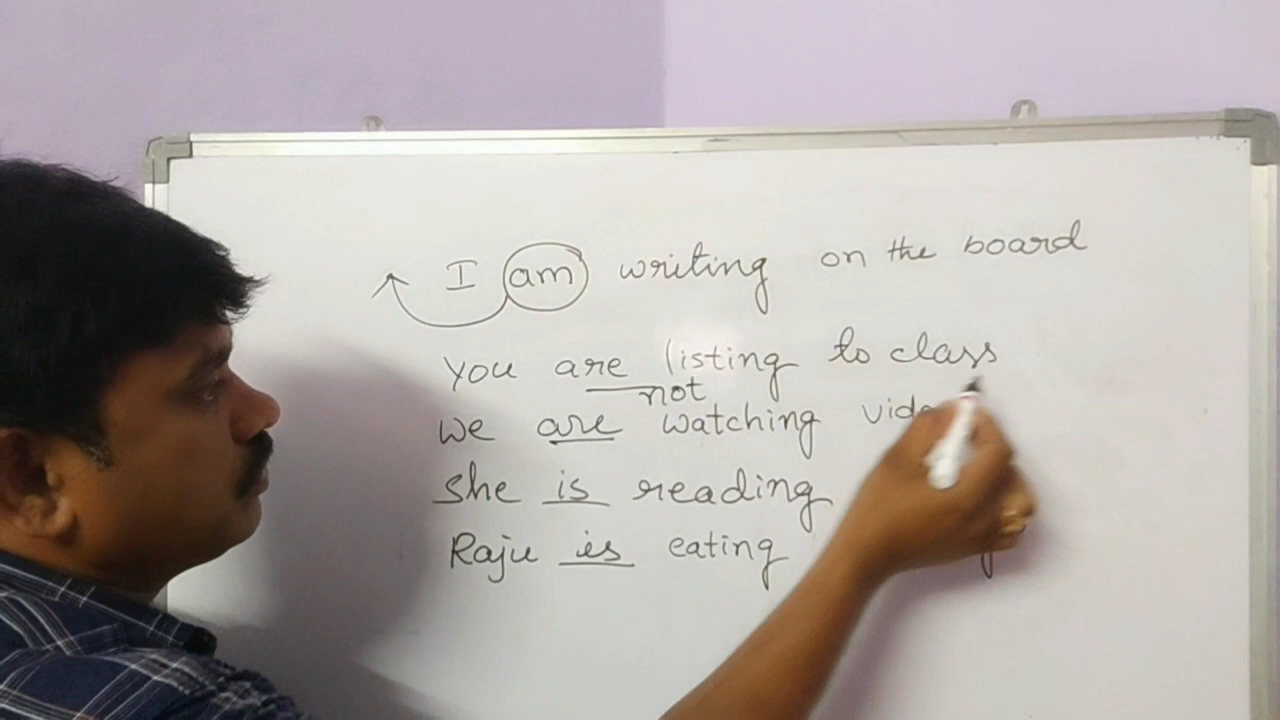 I am writing on the board
You are listing to class
not
We are watching
She is reading
Raju is eating